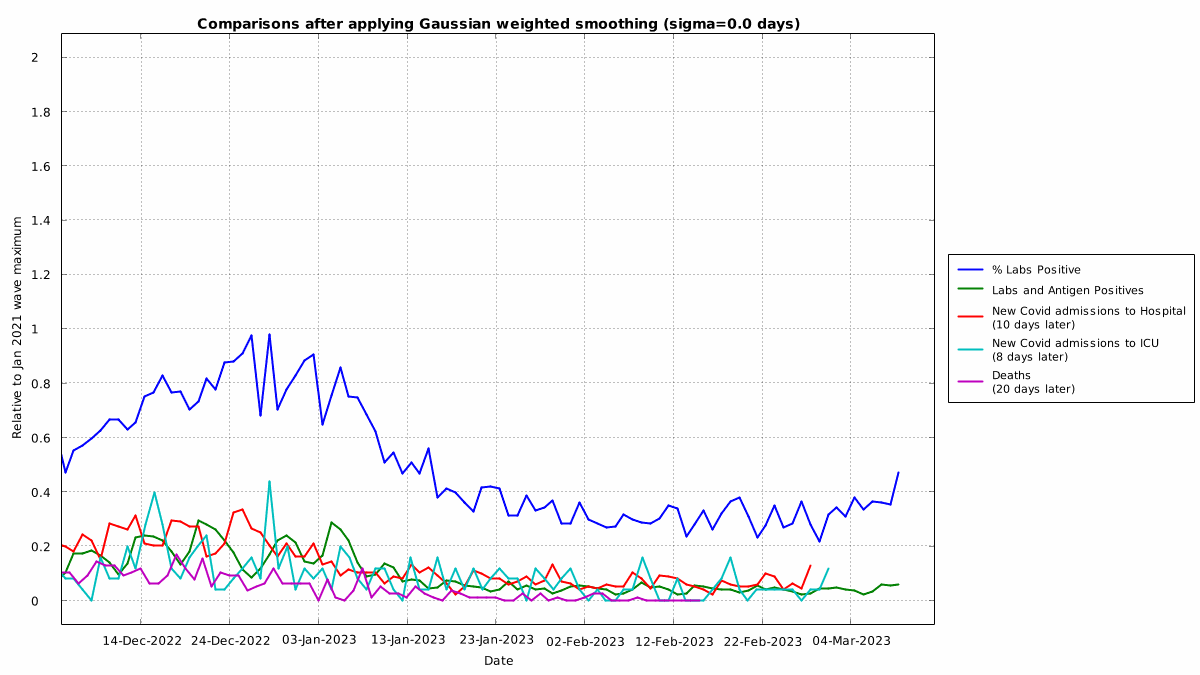 Comparisons after applying Gaussian weighted smoothing (sigma=0.0 days)
Relative to Jan 2021 wave maximum
2
1.8
1.6
1.4
1.2
1
0.8
0.6
0.4
0.2
0
14-Dec-2022
24-Dec-2022
03-Jan-2023
13-Jan-2023
23-Jan-2023
02-Feb-2023
12-Feb-2023
22-Feb-2023
04-Mar-2023
Date
% Labs Positive
Labs and Antigen Positives
New Covid admissions to Hospital
(10 days later)
New Covid admissions to ICU
(8 days later)
Deaths
(20 days later)